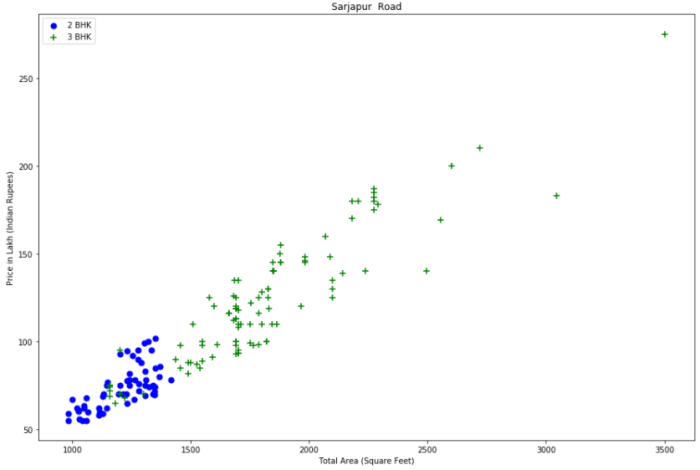 Sarjapur Road
2 BHK
3 BHK
250
200
150
100
50
Price in Lakh (Indian Rupees)
1000 1500 2000 2500 3000 3500
Total Area (Square Feet)